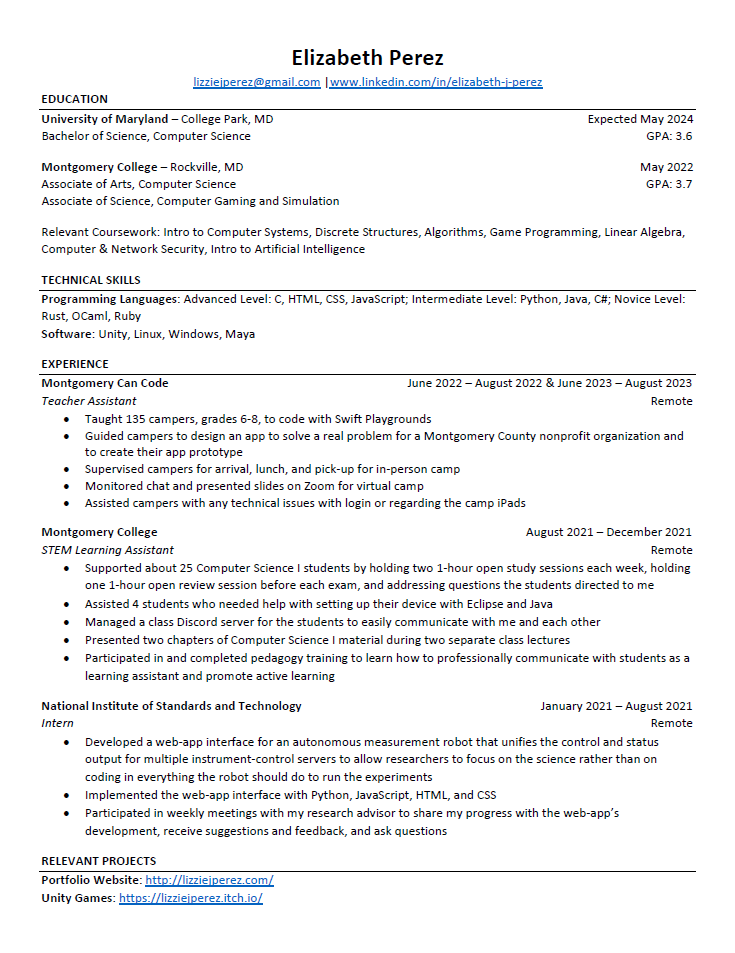 Elizabeth Perez
lizziejperez@gmail.com | www.linkedin.com/in/elizabeth-j-perez
EDUCATION
University of Maryland – College Park, MD Expected May 2024
Bachelor of Science, Computer Science GPA: 3.6
Montgomery College – Rockville, MD May 2022
Associate of Arts, Computer Science GPA: 3.7
Associate of Science, Computer Gaming and Simulation
Relevant Coursework: Intro to Computer Systems, Discrete Structures, Algorithms, Game Programming, Linear Algebra,
Computer & Network Security, Intro to Artificial Intelligence
TECHNICAL SKILLS
Programming Languages: Advanced Level: C, HTML, CSS, JavaScript; Intermediate Level: Python, Java, C#; Novice Level:
Rust, OCaml, Ruby
Software: Unity, Linux, Windows, Maya
EXPERIENCE
Montgomery Can Code June 2022 – August 2022 & June 2023 – August 2023
Teacher Assistant Remote
• Taught 135 campers, grades 6-8, to code with Swift Playgrounds
• Guided campers to design an app to solve a real problem for a Montgomery County nonprofit organization and
to create their app prototype
• Supervised campers for arrival, lunch, and pick-up for in-person camp
• Monitored chat and presented slides on Zoom for virtual camp
• Assisted campers with any technical issues with login or regarding the camp iPads
Montgomery College August 2021 – December 2021
STEM Learning Assistant Remote
• Supported about 25 Computer Science I students by holding two 1-hour open study sessions each week, holding
one 1-hour open review session before each exam, and addressing questions the students directed to me
• Assisted 4 students who needed help with setting up their device with Eclipse and Java
• Managed a class Discord server for the students to easily communicate with me and each other
• Presented two chapters of Computer Science I material during two separate class lectures
• Participated in and completed pedagogy training to learn how to professionally communicate with students as a
learning assistant and promote active learning
National Institute of Standards and Technology January 2021 – August 2021
Intern Remote
• Developed a web-app interface for an autonomous measurement robot that unifies the control and status
output for multiple instrument-control servers to allow researchers to focus on the science rather than on
coding in everything the robot should do to run the experiments
• Implemented the web-app interface with Python, JavaScript, HTML, and CSS
• Participated in weekly meetings with my research advisor to share my progress with the web-app’s
development, receive suggestions and feedback, and ask questions
RELEVANT PROJECTS
Portfolio Website: http://lizziejperez.com/
Unity Games: https://lizziejperez.itch.io/